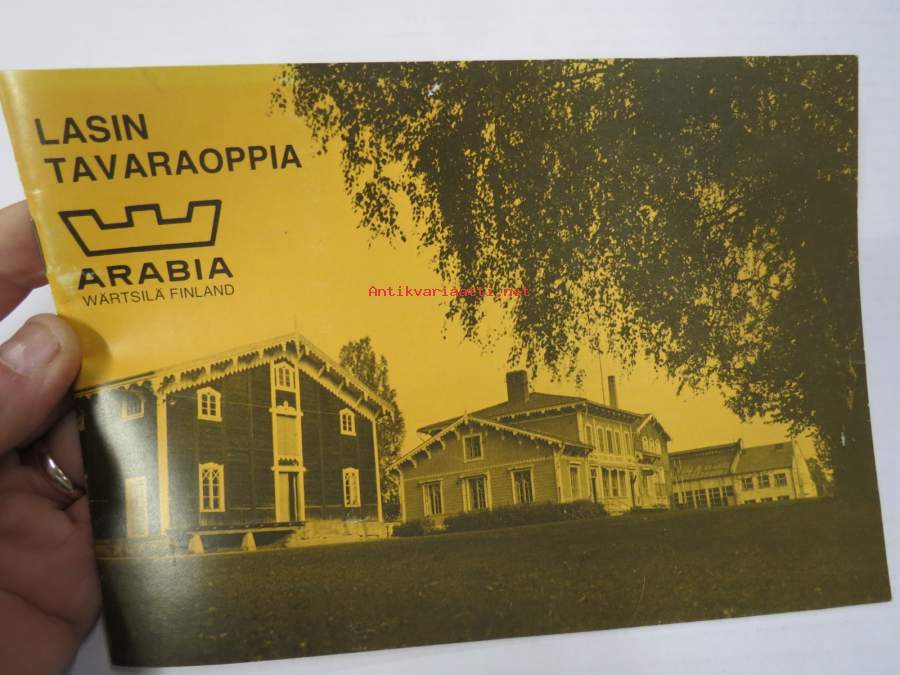 LASIN
TAVARAOPPIA
ARABIA
WÄRTSILÄ FINLAND
Antikvariaatti.net